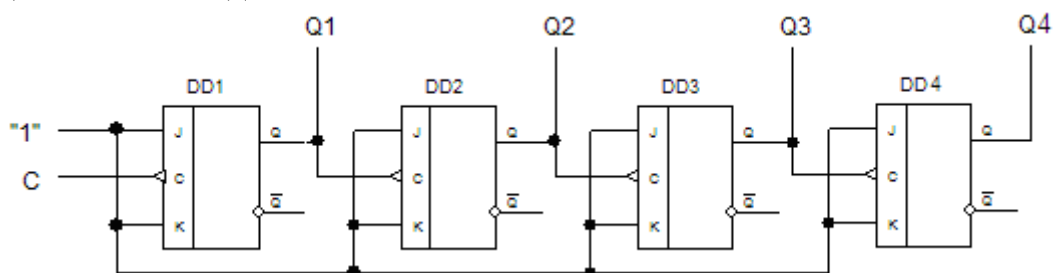 Q1 Q2 Q3 Q4
DD1 DD2 DD3 DD4
"1" J Q J Q J Q J Q
C C C C C
K Q̅ K Q̅ K Q̅ K Q̅